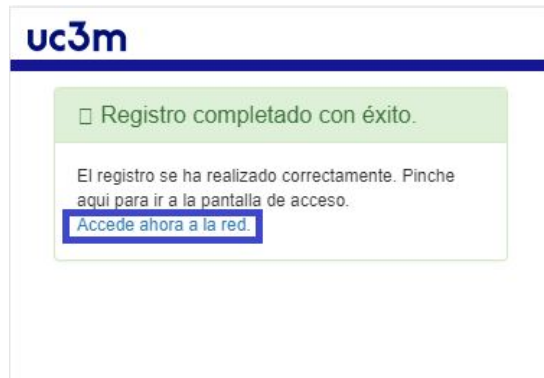 uc3m
Registro completado con éxito.
El registro se ha realizado correctamente. Pinche
aqui para ir a la pantalla de acceso.
Accede ahora a la red.